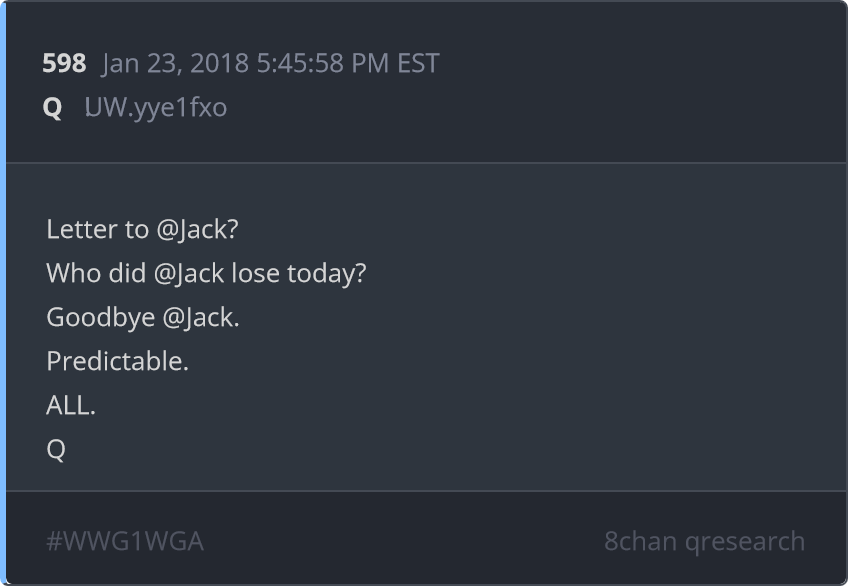 598 Jan 23, 2018 5:45:58 PM EST
Q UW.yye1fxo
Letter to @Jack?
Who did @Jack lose today?
Goodbye @Jack.
Predictable.
ALL.
Q
#WWG1WGA 8chan qresearch